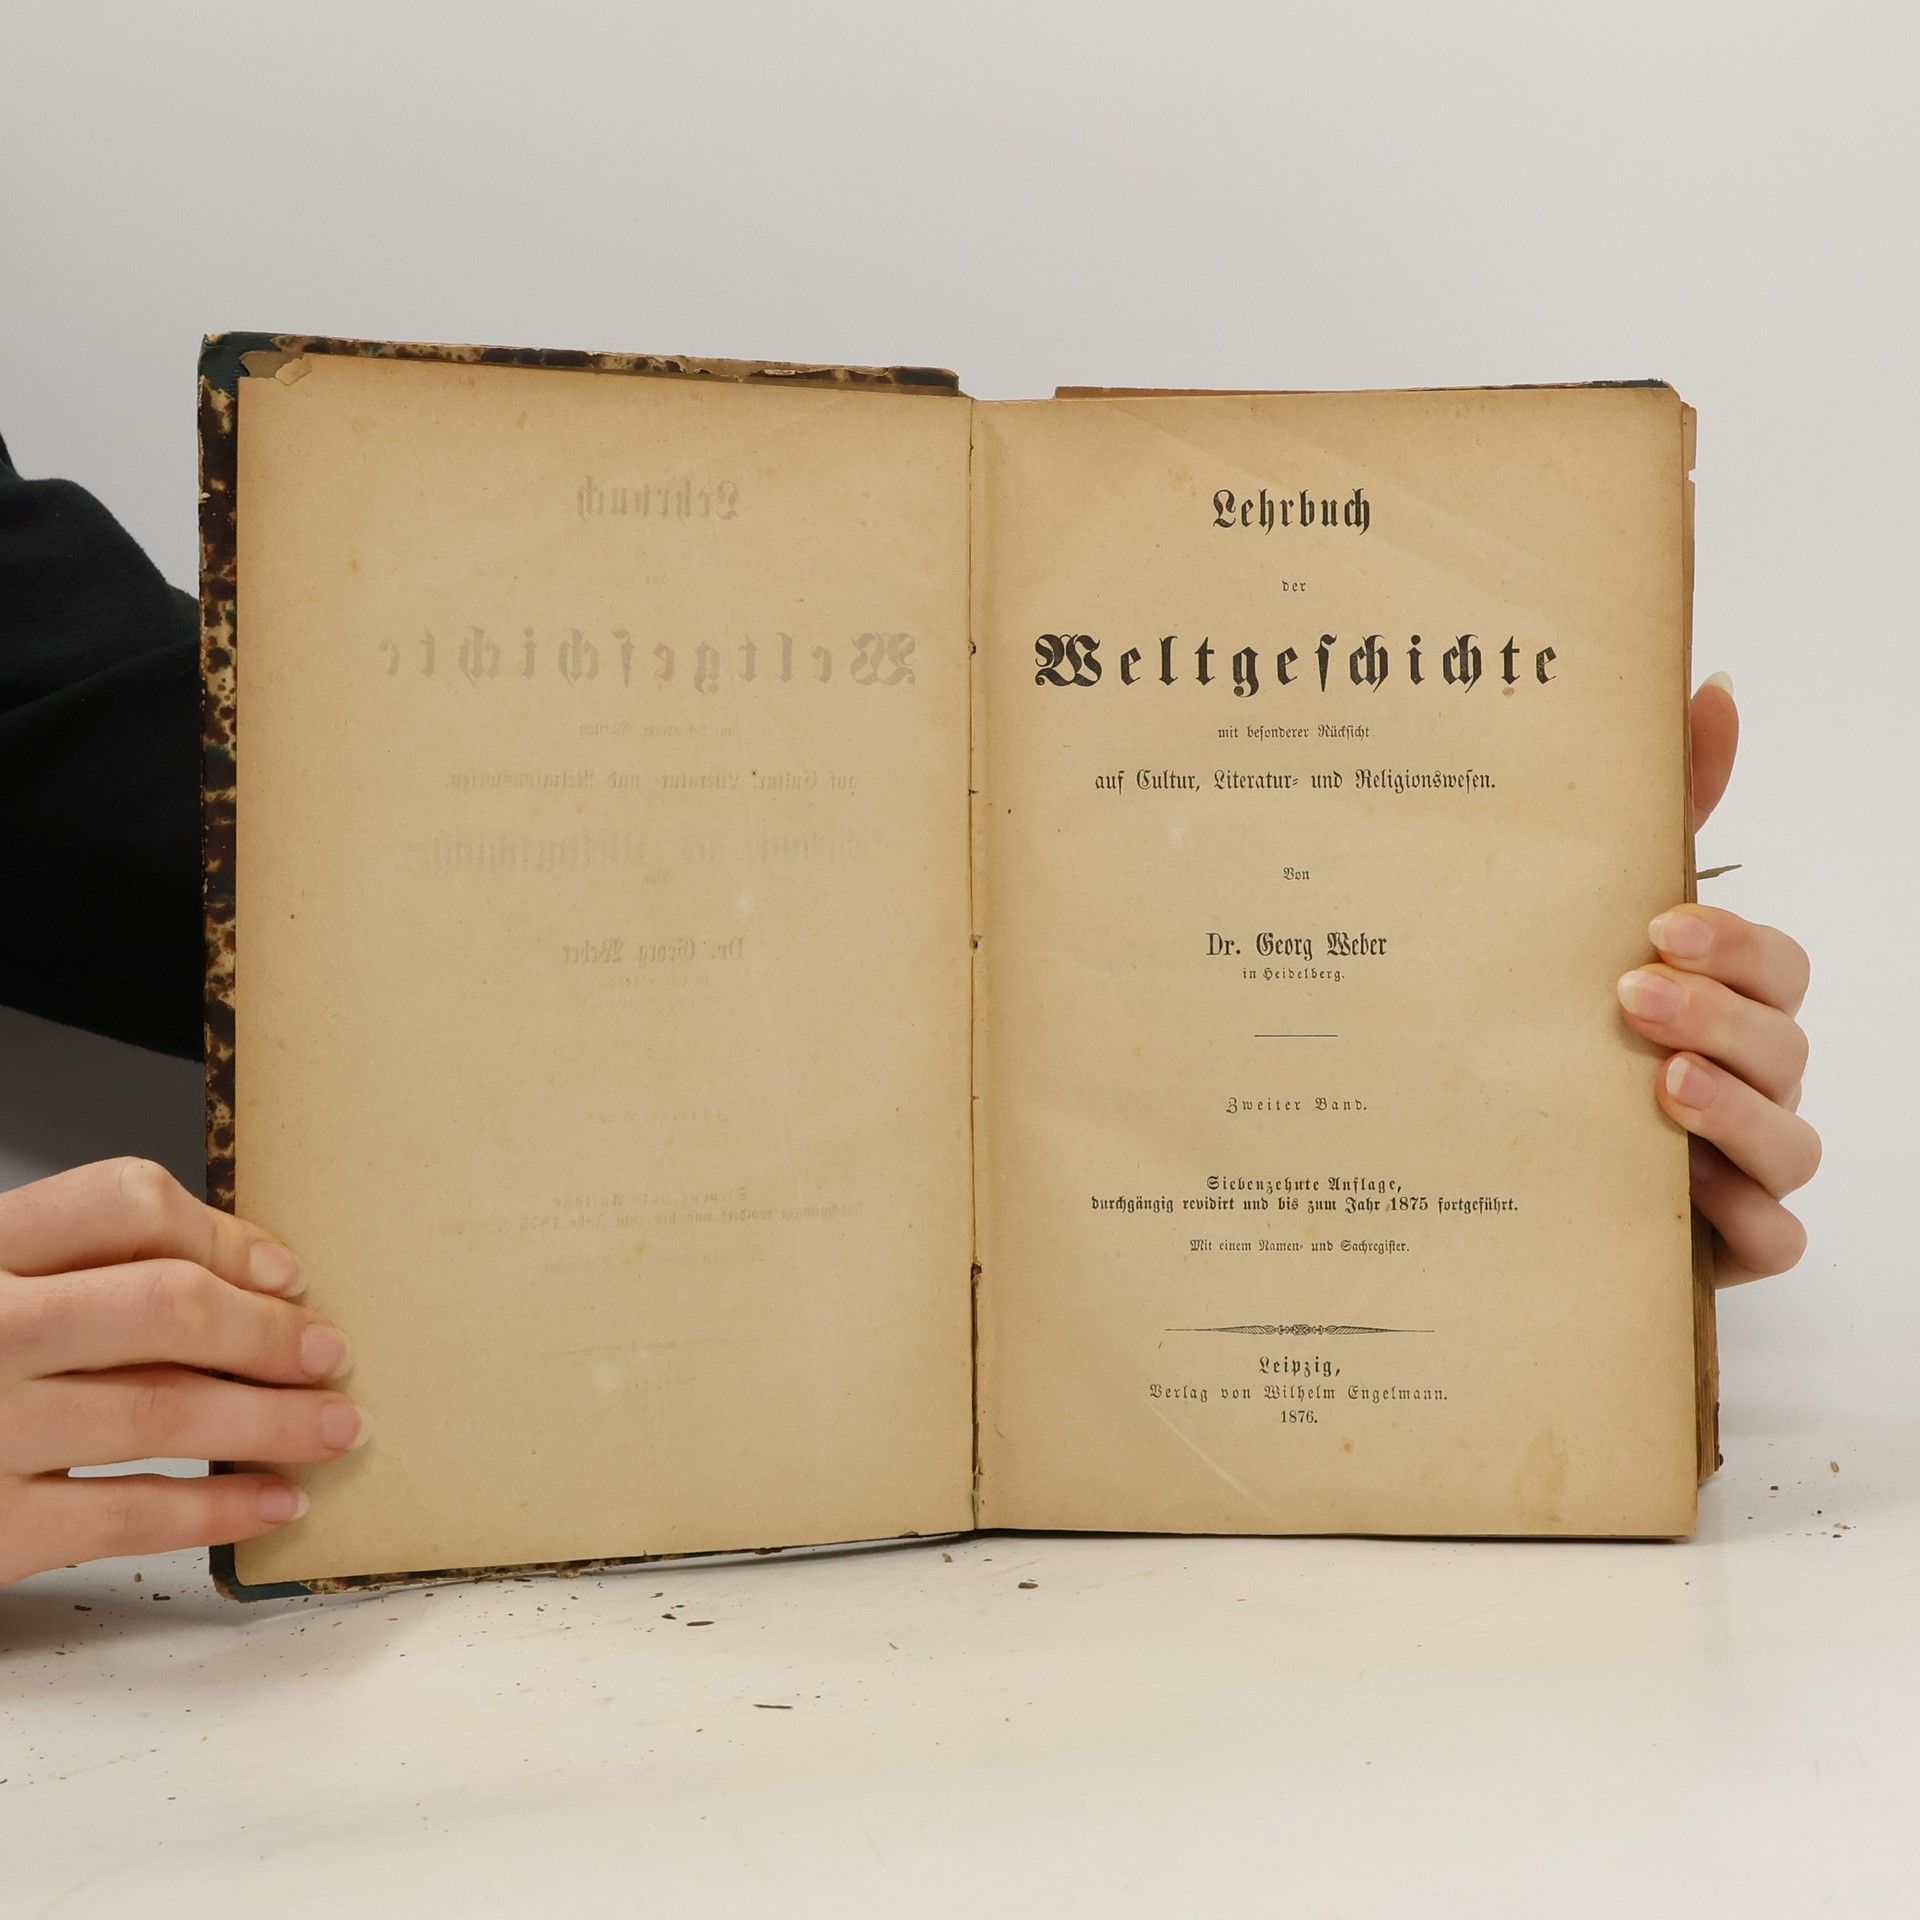 Lehrbuch
der
Weltgeſchichte
mit beſonderer Rückſicht
auf Cultur, Literatur- und Religionsweſen.
Von
Dr. Georg Weber
in Heidelberg.
Zweiter Band.
Siebenzehnte Auflage,
durchgängig revidirt und bis zum Jahr 1875 fortgeführt.
Mit einem Namen- und Sachregiſter.
Leipzig,
Verlag von Wilhelm Engelmann.
1876.